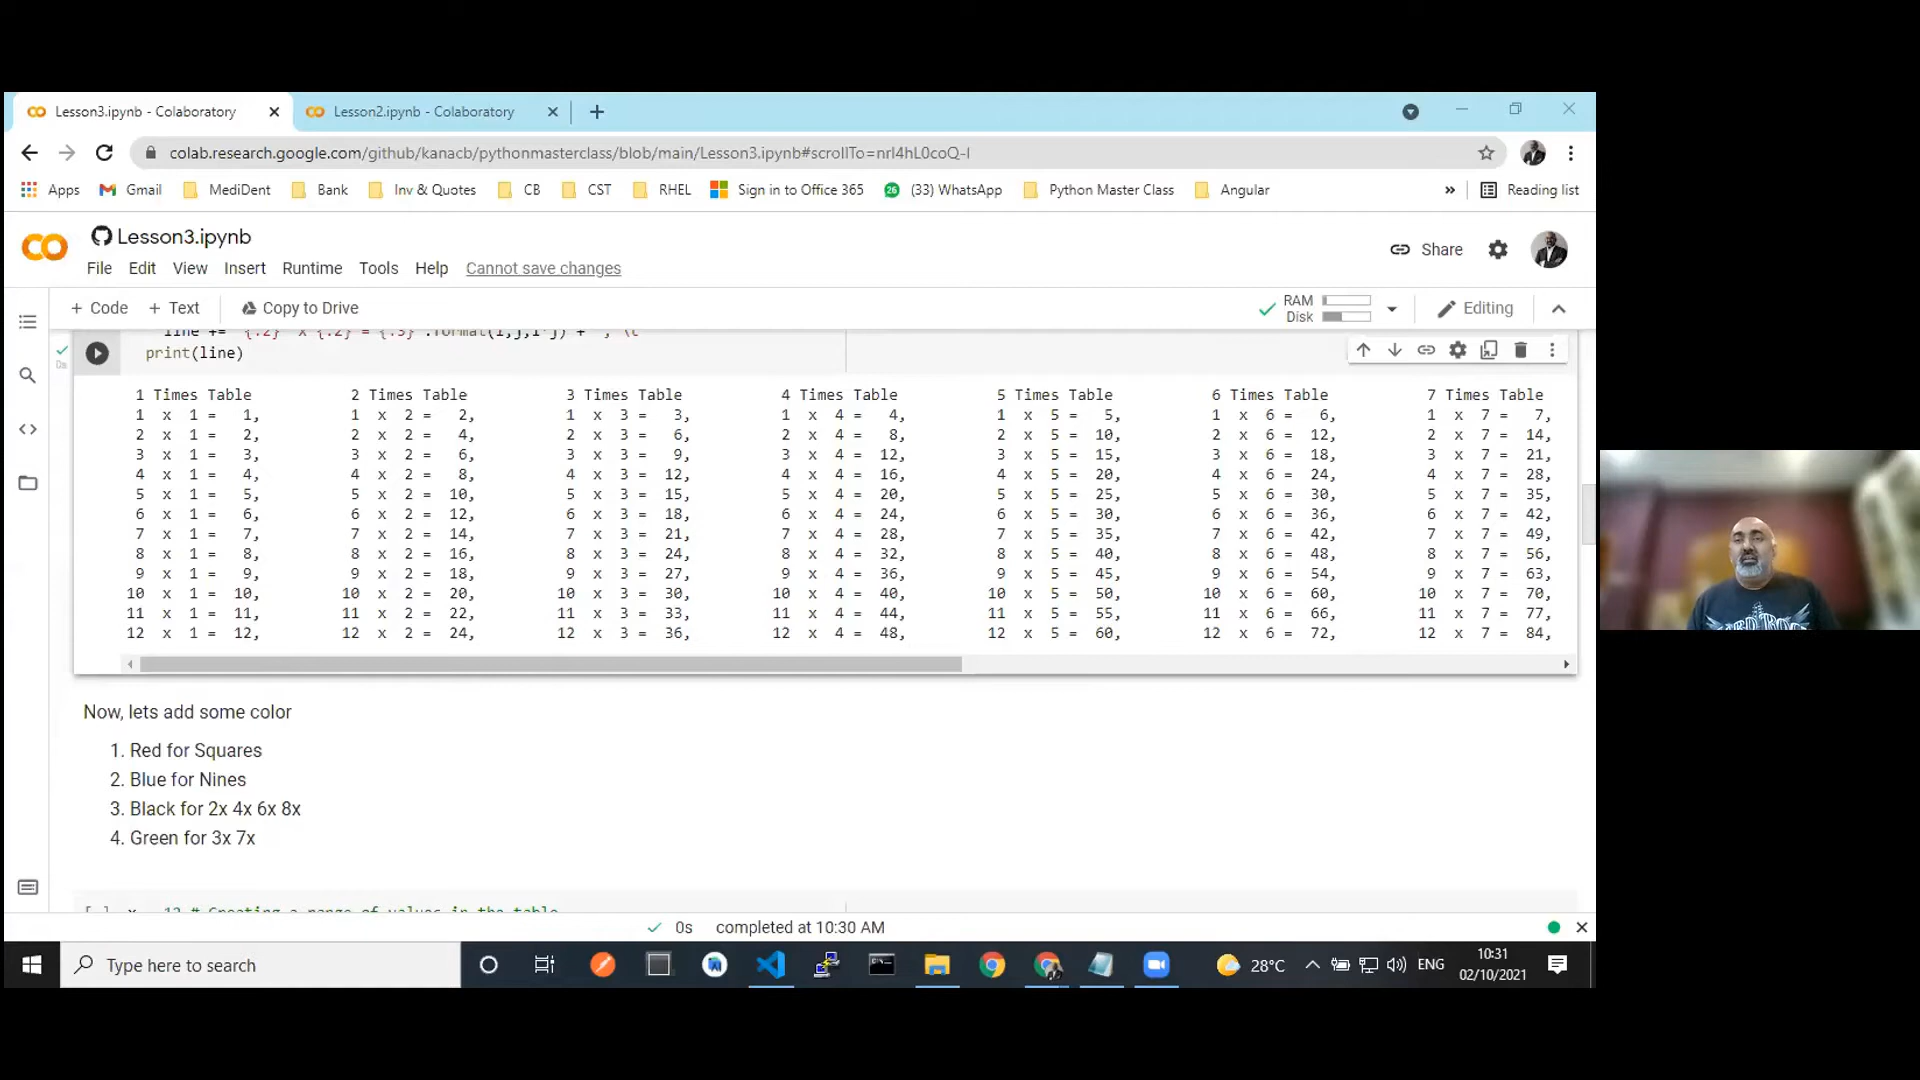 Lesson3.ipynb - Colaboratory
Lesson2.ipynb - Colaboratory
colab.research.google.com/github/kanacb/pythonmasterclass/blob/main/Lesson3.ipynb#scrollTo=nrI4hL0coQ-I
Apps Gmail MediDent Bank Inv & Quotes CB CST RHEL Sign in to Office 365 26 (33) WhatsApp Python Master Class Angular » Reading list
Lesson3.ipynb
Share
File Edit View Insert Runtime Tools Help Cannot save changes
+ Code + Text Copy to Drive
RAM
Disk
Editing
print(line)
0s
1 Times Table 2 Times Table 3 Times Table 4 Times Table 5 Times Table 6 Times Table 7 Times Table
1 x 1 = 1, 1 x 2 = 2, 1 x 3 = 3, 1 x 4 = 4, 1 x 5 = 5, 1 x 6 = 6, 1 x 7 = 7,
2 x 1 = 2, 2 x 2 = 4, 2 x 3 = 6, 2 x 4 = 8, 2 x 5 = 10, 2 x 6 = 12, 2 x 7 = 14,
3 x 1 = 3, 3 x 2 = 6, 3 x 3 = 9, 3 x 4 = 12, 3 x 5 = 15, 3 x 6 = 18, 3 x 7 = 21,
4 x 1 = 4, 4 x 2 = 8, 4 x 3 = 12, 4 x 4 = 16, 4 x 5 = 20, 4 x 6 = 24, 4 x 7 = 28,
5 x 1 = 5, 5 x 2 = 10, 5 x 3 = 15, 5 x 4 = 20, 5 x 5 = 25, 5 x 6 = 30, 5 x 7 = 35,
6 x 1 = 6, 6 x 2 = 12, 6 x 3 = 18, 6 x 4 = 24, 6 x 5 = 30, 6 x 6 = 36, 6 x 7 = 42,
7 x 1 = 7, 7 x 2 = 14, 7 x 3 = 21, 7 x 4 = 28, 7 x 5 = 35, 7 x 6 = 42, 7 x 7 = 49,
8 x 1 = 8, 8 x 2 = 16, 8 x 3 = 24, 8 x 4 = 32, 8 x 5 = 40, 8 x 6 = 48, 8 x 7 = 56,
9 x 1 = 9, 9 x 2 = 18, 9 x 3 = 27, 9 x 4 = 36, 9 x 5 = 45, 9 x 6 = 54, 9 x 7 = 63,
10 x 1 = 10, 10 x 2 = 20, 10 x 3 = 30, 10 x 4 = 40, 10 x 5 = 50, 10 x 6 = 60, 10 x 7 = 70,
11 x 1 = 11, 11 x 2 = 22, 11 x 3 = 33, 11 x 4 = 44, 11 x 5 = 55, 11 x 6 = 66, 11 x 7 = 77,
12 x 1 = 12, 12 x 2 = 24, 12 x 3 = 36, 12 x 4 = 48, 12 x 5 = 60, 12 x 6 = 72, 12 x 7 = 84,
Now, lets add some color
1. Red for Squares
2. Blue for Nines
3. Black for 2x 4x 6x 8x
4. Green for 3x 7x
12 # Creating a range of values in the table
0s completed at 10:30 AM
Type here to search
28°C
ENG
10:31
02/10/2021